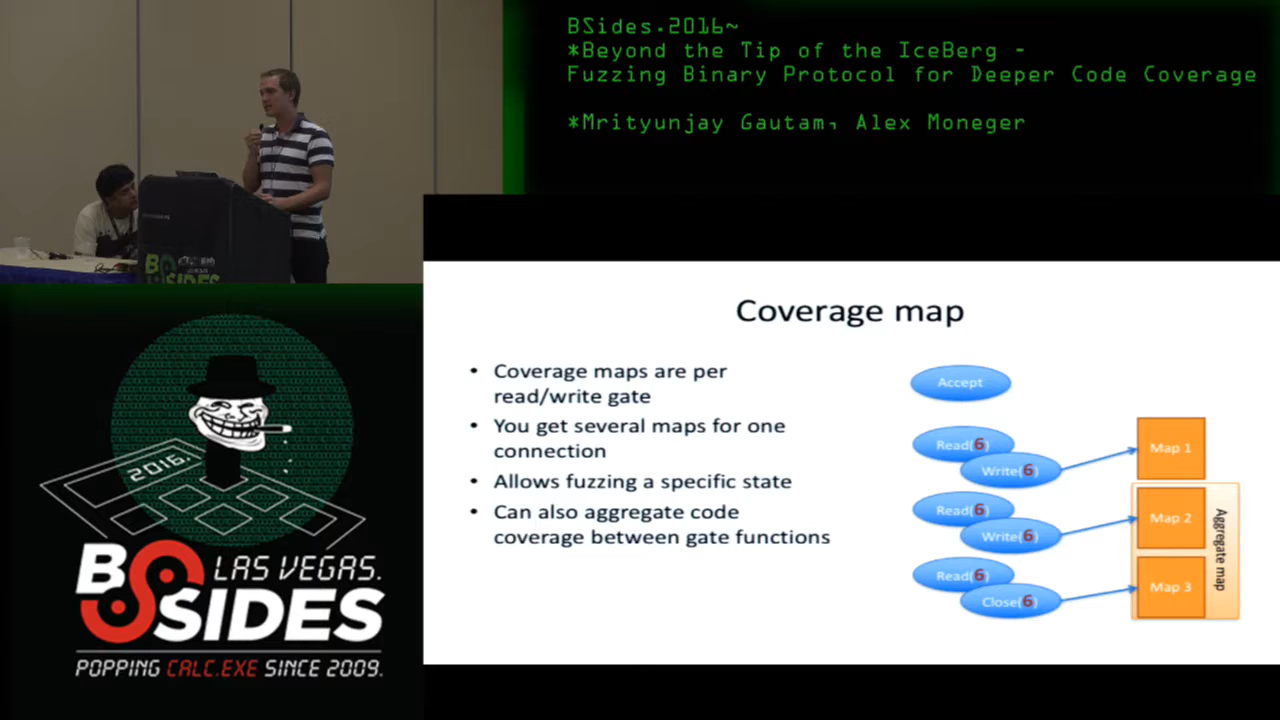 BSides.2016~
*Beyond the Tip of the IceBerg -
Fuzzing Binary Protocol for Deeper Code Coverage
*Mrityunjay Gautam, Alex Moneger
BSIDES
Coverage map
• Coverage maps are per
read/write gate
• You get several maps for one
connection
• Allows fuzzing a specific state
• Can also aggregate code
coverage between gate functions
Accept
Read(6)
Write(6)
Map 1
Read(6)
Write(6)
Map 2
Read(6)
Close(6)
Map 3
Aggregate map
2016.
BSIDES
LAS VEGAS.
POPPING CALC.EXE SINCE 2009.